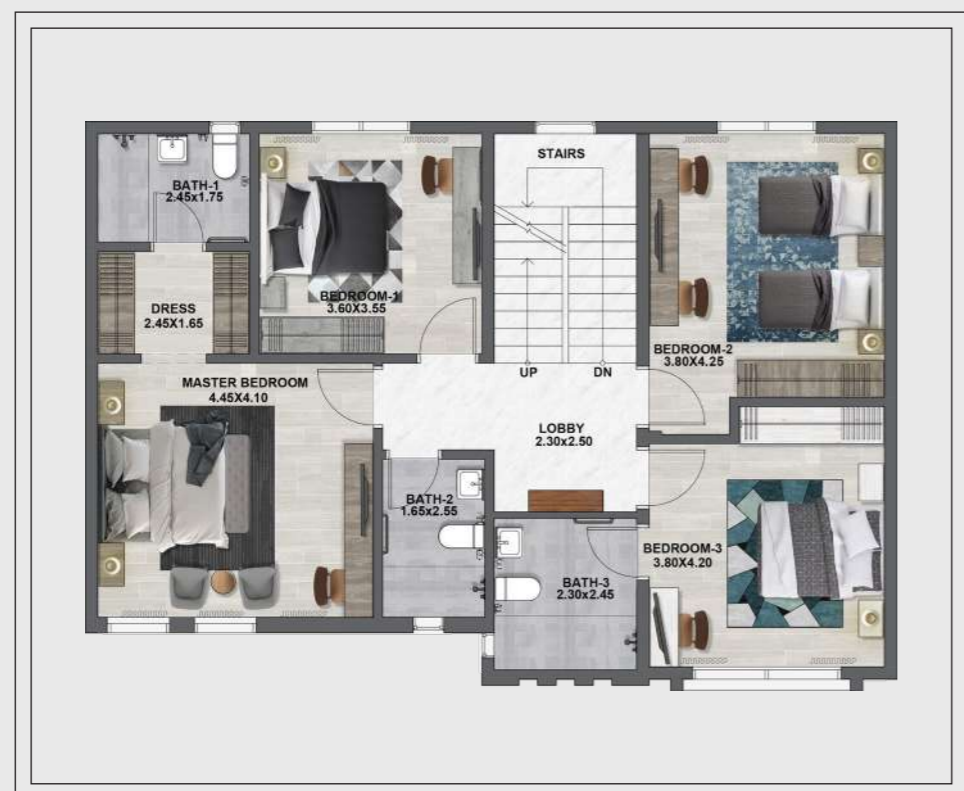 STAIRS
BATH-1
2.45x1.75
BEDROOM-1
3.60X3.55
DRESS
2.45X1.65
BEDROOM-2
3.80X4.25
UP
DN
MASTER BEDROOM
4.45X4.10
LOBBY
2.30x2.50
BATH-2
1.65x2.55
BEDROOM-3
3.80X4.20
BATH-3
2.30x2.45